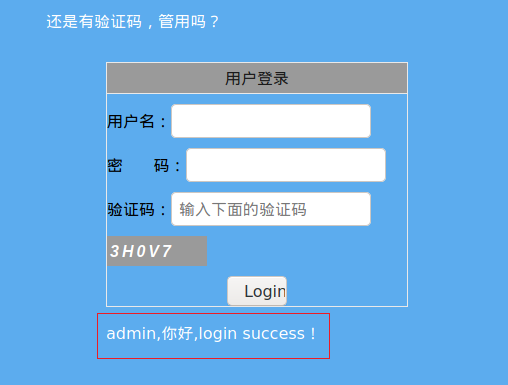 还是有验证码，管用吗？
用户登录
用户名：
密 码：
验证码： 输入下面的验证码
3H0V7
Login
admin,你好,login success！